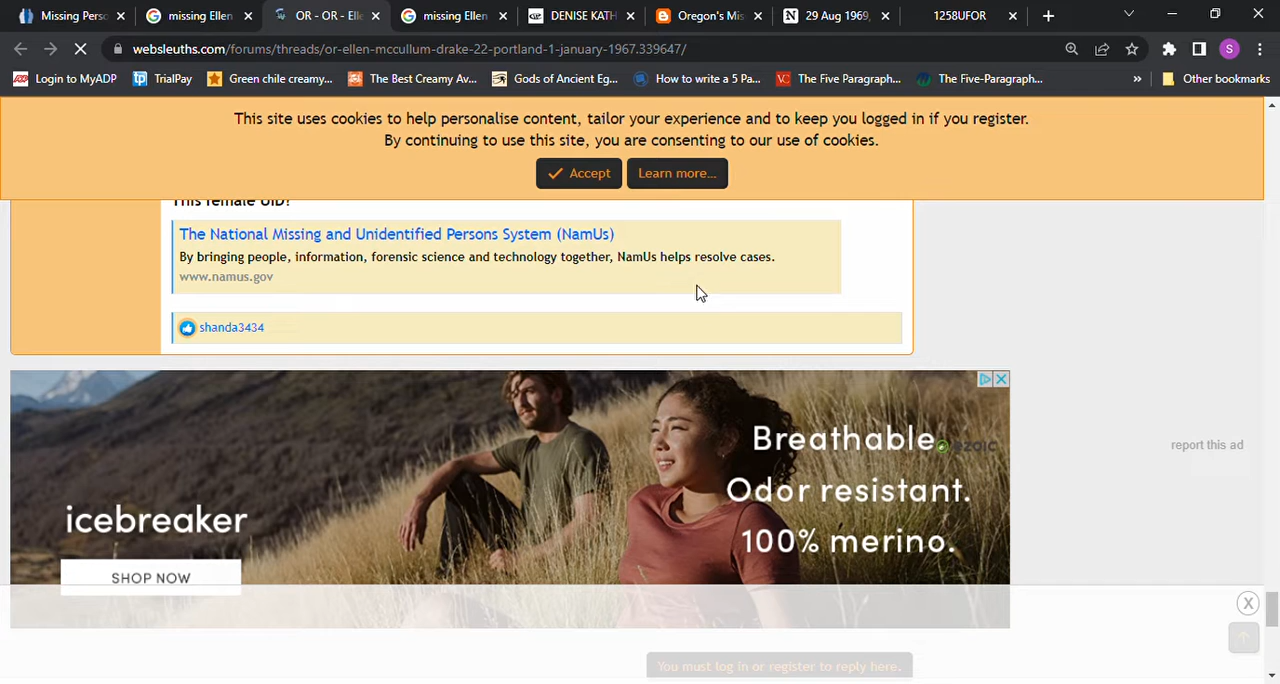 Missing Pers
missing Ellen
OR - OR - Elle
missing Ellen
DENISE KATH
Oregon's Mis
29 Aug 1969,
1258UFOR
websleuths.com/forums/threads/or-ellen-mccullum-drake-22-portland-1-january-1967.339647/
S
Login to MyADP
TrialPay
Green chile creamy...
The Best Creamy Av...
Gods of Ancient Eg...
How to write a 5 Pa...
The Five Paragraph...
The Five-Paragraph...
»
Other bookmarks
This site uses cookies to help personalise content, tailor your experience and to keep you logged in if you register.
By continuing to use this site, you are consenting to our use of cookies.
Accept
Learn more...
This female UID?
The National Missing and Unidentified Persons System (NamUs)
By bringing people, information, forensic science and technology together, NamUs helps resolve cases.
www.namus.gov
shanda3434
Breathable.
ezoic
report this ad
Odor resistant.
icebreaker
100% merino.
SHOP NOW
X
You must log in or register to reply here.